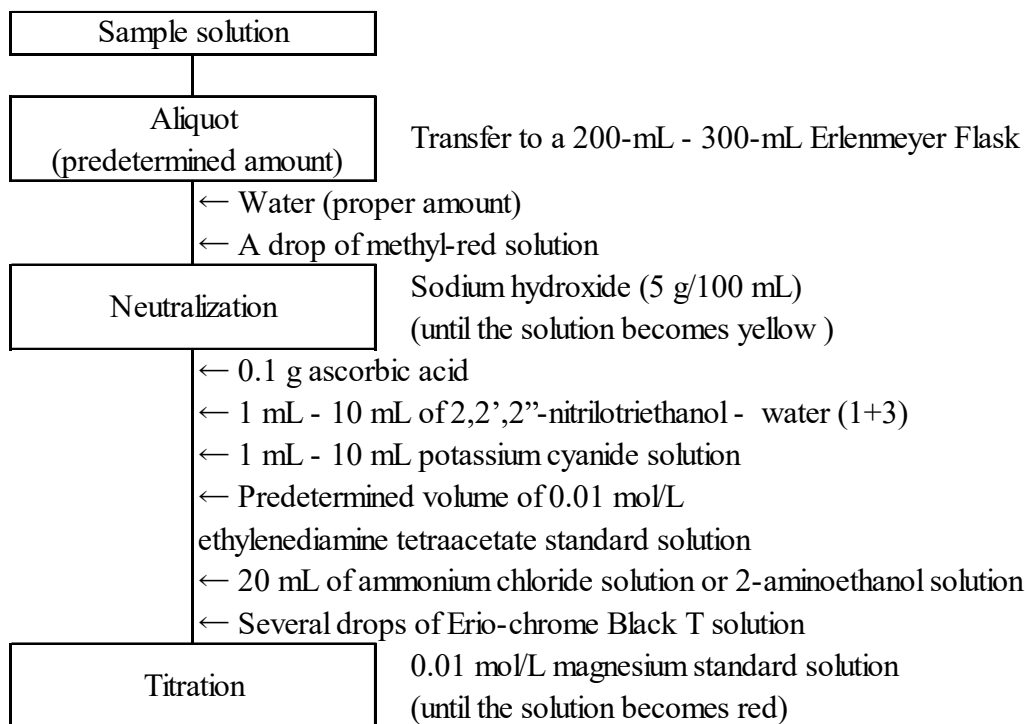 Sample solution
Aliquot
(predetermined amount)
Transfer to a 200-mL - 300-mL Erlenmeyer Flask
← Water (proper amount)
← A drop of methyl-red solution
Neutralization
Sodium hydroxide (5 g/100 mL)
(until the solution becomes yellow )
← 0.1 g ascorbic acid
← 1 mL - 10 mL of 2,2’,2”-nitrilotriethanol - water (1+3)
← 1 mL - 10 mL potassium cyanide solution
← Predetermined volume of 0.01 mol/L
ethylenediamine tetraacetate standard solution
← 20 mL of ammonium chloride solution or 2-aminoethanol solution
← Several drops of Erio-chrome Black T solution
Titration
0.01 mol/L magnesium standard solution
(until the solution becomes red)